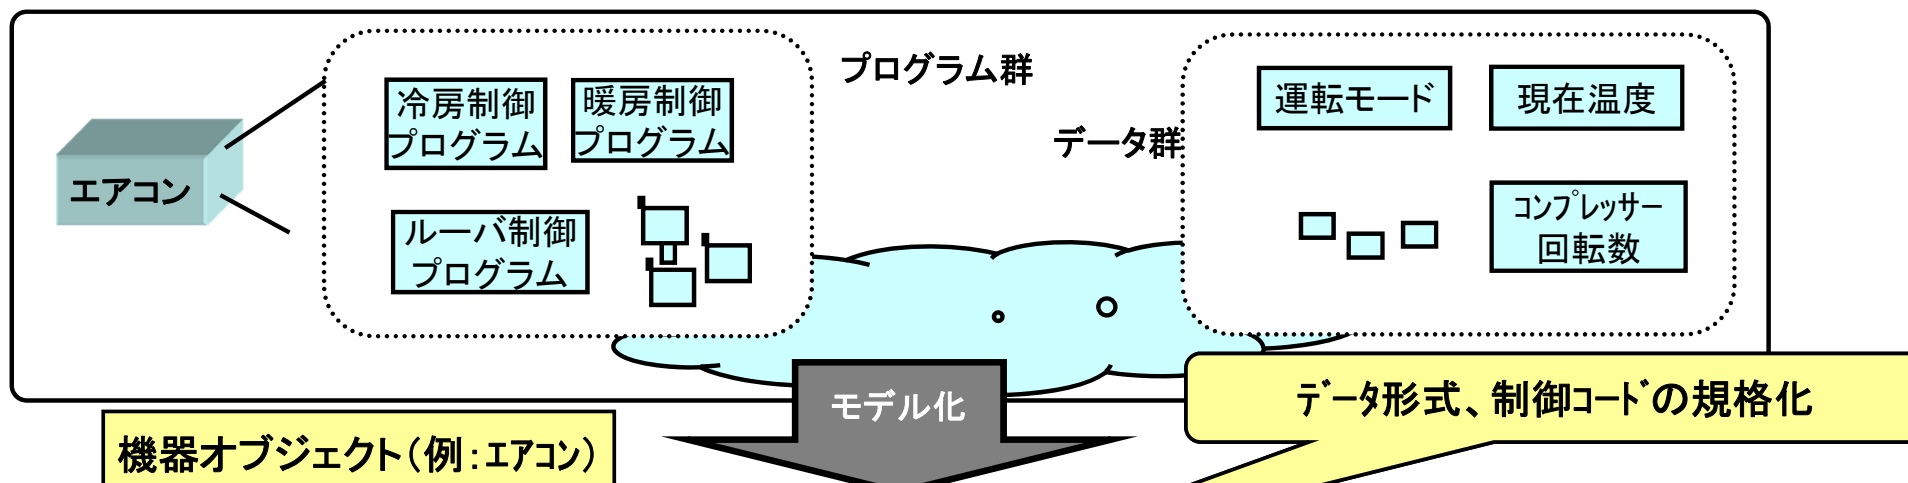 プログラム群
データ群
エアコン
冷房制御
プログラム
暖房制御
プログラム
ルーバ制御
プログラム
運転モード
現在温度
コンプレッサー
回転数
モデル化
データ形式、制御コードの規格化
機器オブジェクト（例：エアコン）